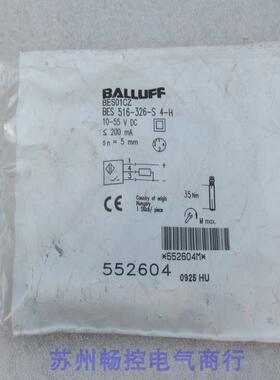 BALLUFF
BES01CZ
BES 516-326-S 4-H
10-55 V DC
≤ 200 mA
sn = 5 mm
1 +
4
3 -
CE
Country of origin
Hungary
1 Stück/ piece
35 Nm
M max.
*552604M*
552604
0925 HU
苏州畅控电气商行